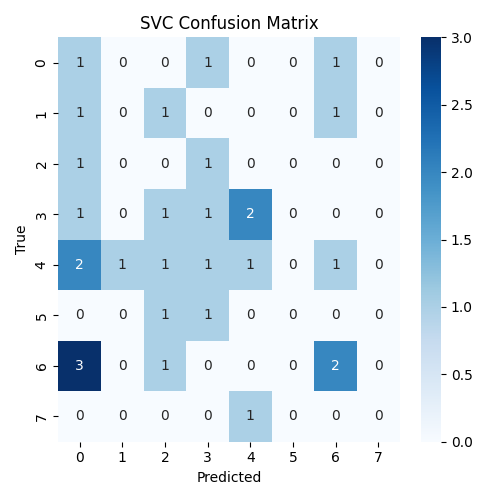 SVC Confusion Matrix
0 1 0 0 1 0 0 1 0
1 1 0 1 0 0 0 1 0
2 1 0 0 1 0 0 0 0
3 1 0 1 1 2 0 0 0
4 2 1 1 1 1 0 1 0
5 0 0 1 1 0 0 0 0
6 3 0 1 0 0 0 2 0
7 0 0 0 0 1 0 0 0
0 1 2 3 4 5 6 7
Predicted
True
3.0
2.5
2.0
1.5
1.0
0.5
0.0